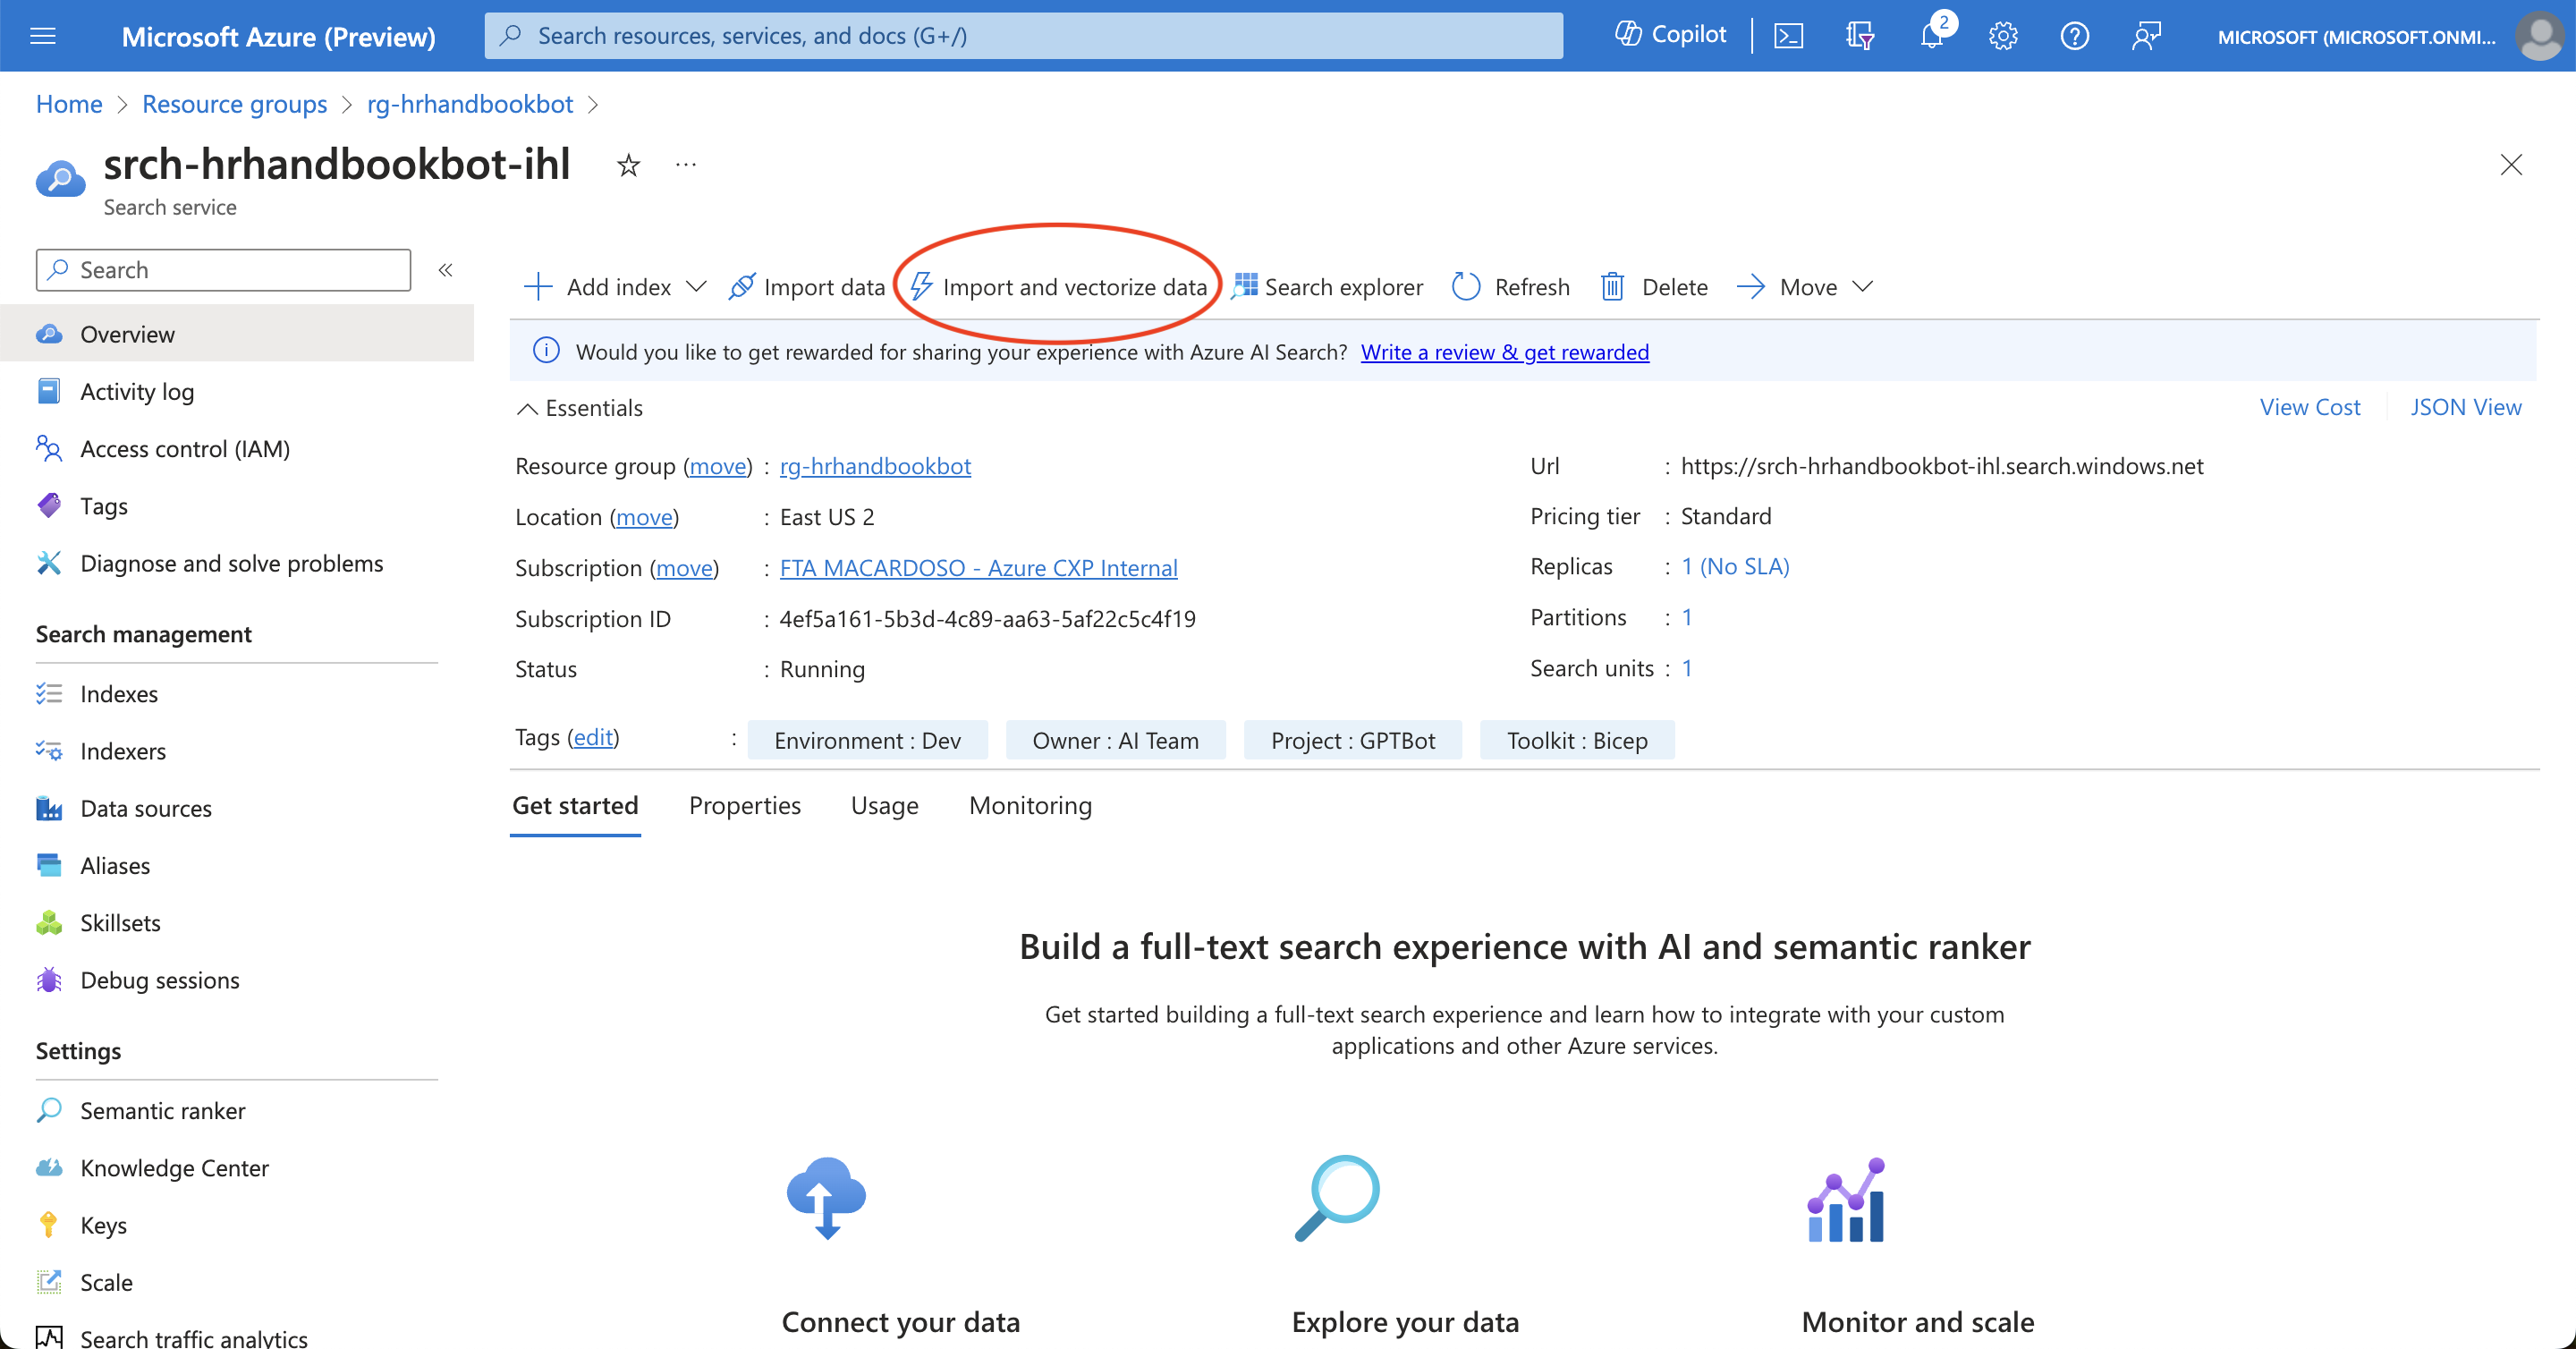 Microsoft Azure (Preview)
Search resources, services, and docs (G+/)
Copilot
2
MICROSOFT (MICROSOFT.ONMI...
Home > Resource groups > rg-hrhandbookbot >
srch-hrhandbookbot-ihl
Search service
Search
Overview
Activity log
Access control (IAM)
Tags
Diagnose and solve problems
Search management
Indexes
Indexers
Data sources
Aliases
Skillsets
Debug sessions
Settings
Semantic ranker
Knowledge Center
Keys
Scale
Search traffic analytics
Add index Import data Import and vectorize data Search explorer Refresh Delete Move
Would you like to get rewarded for sharing your experience with Azure AI Search? Write a review & get rewarded
Essentials
View Cost JSON View
Resource group (move) : rg-hrhandbookbot
Location (move) : East US 2
Subscription (move) : FTA MACARDOSO - Azure CXP Internal
Subscription ID : 4ef5a161-5b3d-4c89-aa63-5af22c5c4f19
Status : Running
Url : https://srch-hrhandbookbot-ihl.search.windows.net
Pricing tier : Standard
Replicas : 1 (No SLA)
Partitions : 1
Search units : 1
Tags (edit) : Environment : Dev Owner : AI Team Project : GPTBot Toolkit : Bicep
Get started Properties Usage Monitoring
Build a full-text search experience with AI and semantic ranker
Get started building a full-text search experience and learn how to integrate with your custom
applications and other Azure services.
Connect your data Explore your data Monitor and scale